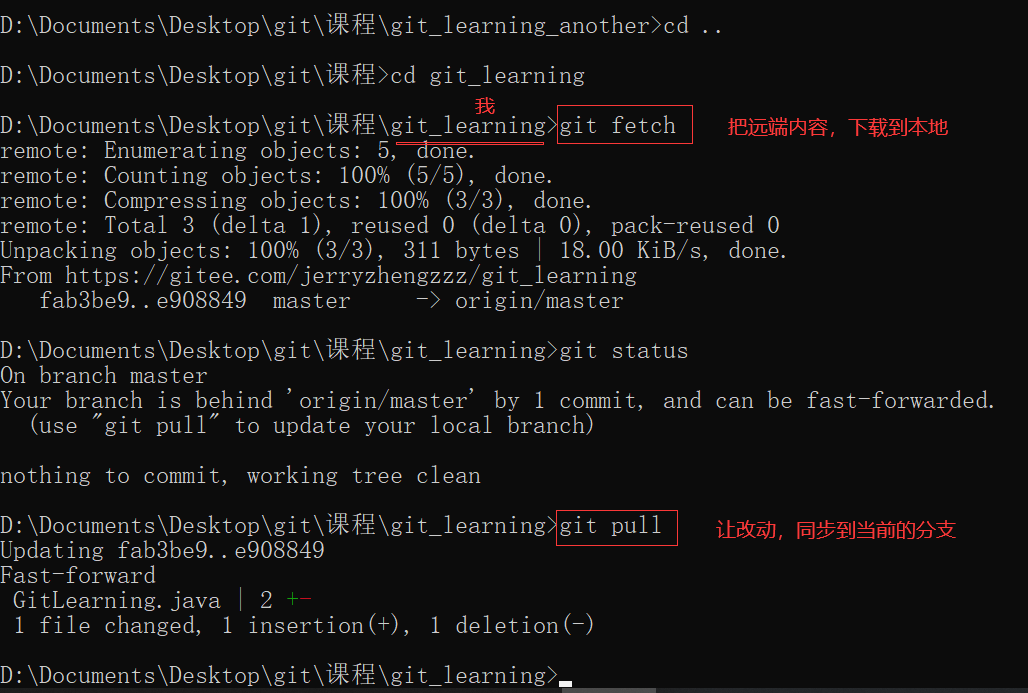 D:\Documents\Desktop\git\课程\git_learning_another>cd ..
D:\Documents\Desktop\git\课程>cd git_learning
我
D:\Documents\Desktop\git\课程\git_learning>git fetch 把远端内容，下载到本地
remote: Enumerating objects: 5, done.
remote: Counting objects: 100% (5/5), done.
remote: Compressing objects: 100% (3/3), done.
remote: Total 3 (delta 1), reused 0 (delta 0), pack-reused 0
Unpacking objects: 100% (3/3), 311 bytes | 18.00 KiB/s, done.
From https://gitee.com/jerryzhengzzz/git_learning
   fab3be9..e908849  master     -> origin/master
D:\Documents\Desktop\git\课程\git_learning>git status
On branch master
Your branch is behind 'origin/master' by 1 commit, and can be fast-forwarded.
  (use "git pull" to update your local branch)
nothing to commit, working tree clean
D:\Documents\Desktop\git\课程\git_learning>git pull 让改动，同步到当前的分支
Updating fab3be9..e908849
Fast-forward
 GitLearning.java | 2 +-
 1 file changed, 1 insertion(+), 1 deletion(-)
D:\Documents\Desktop\git\课程\git_learning>